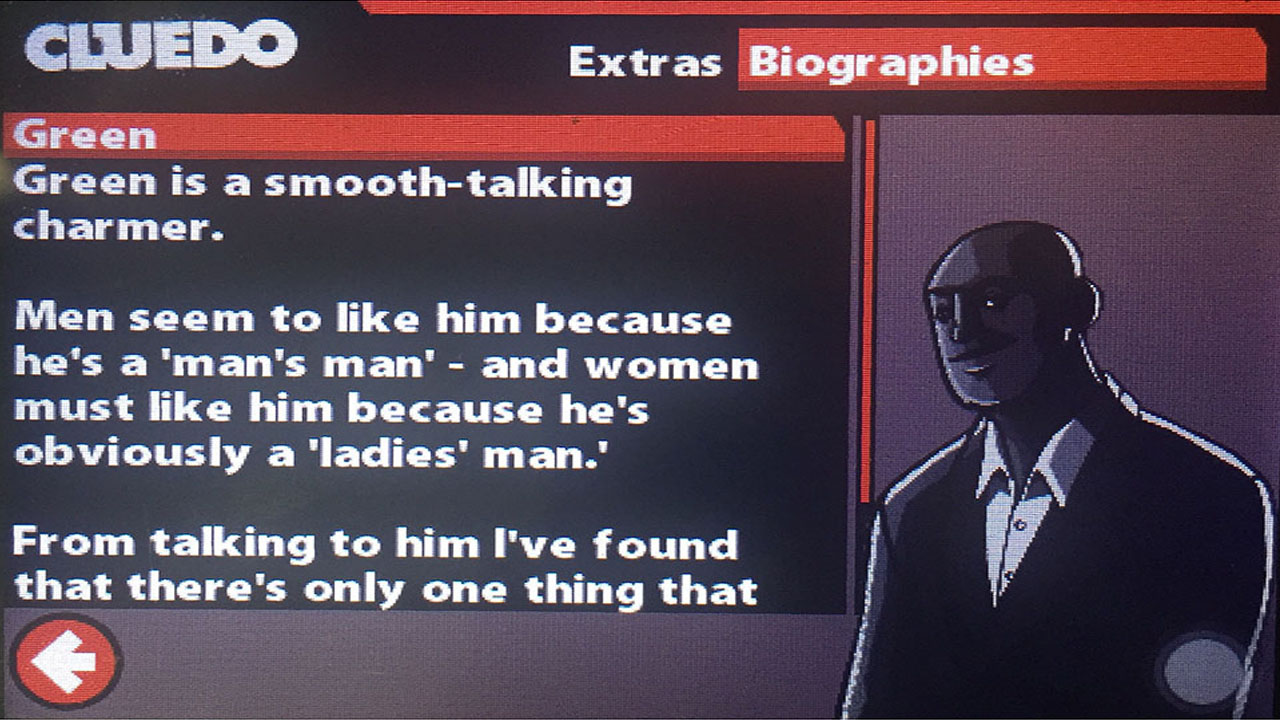 CLUEDO
Extras Biographies
Green
Green is a smooth-talking
charmer.
Men seem to like him because
he's a 'man's man' - and women
must like him because he's
obviously a 'ladies' man.'
From talking to him I've found
that there's only one thing that